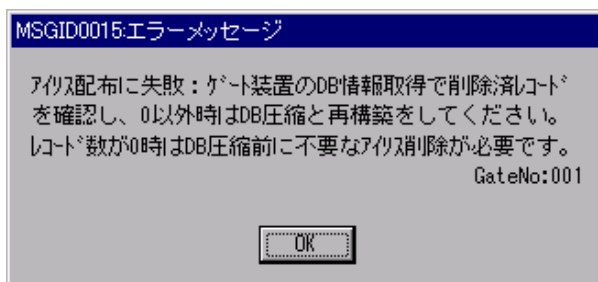 MSGID0015:エラーメッセージ
ｱｲﾘｽ配布に失敗：ｹﾞｰﾄ装置のDB情報取得で削除済ﾚｺｰﾄﾞ
を確認し、0以外時はDB圧縮と再構築をしてください。
ﾚｺｰﾄﾞ数が0時はDB圧縮前に不要なｱｲﾘｽ削除が必要です。
GateNo:001
OK